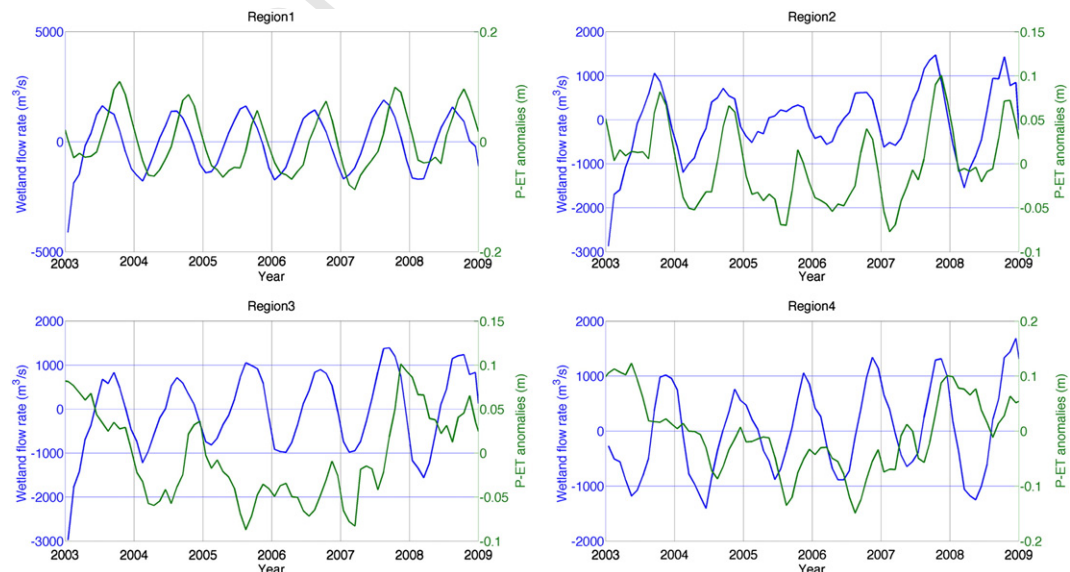 Region1
5000
0
-5000
Wetland flow rate (m³/s)
0.2
0
-0.2
P-ET anomalies (m)
2003 2004 2005 2006 2007 2008 2009
Year
Region2
2000
1000
0
-1000
-2000
-3000
Wetland flow rate (m³/s)
0.15
0.1
0.05
0
-0.05
-0.1
P-ET anomalies (m)
2003 2004 2005 2006 2007 2008 2009
Year
Region3
2000
1000
0
-1000
-2000
-3000
Wetland flow rate (m³/s)
0.15
0.1
0.05
0
-0.05
-0.1
P-ET anomalies (m)
2003 2004 2005 2006 2007 2008 2009
Year
Region4
2000
1000
0
-1000
-2000
Wetland flow rate (m³/s)
0.2
0.1
0
-0.1
-0.2
P-ET anomalies (m)
2003 2004 2005 2006 2007 2008 2009
Year